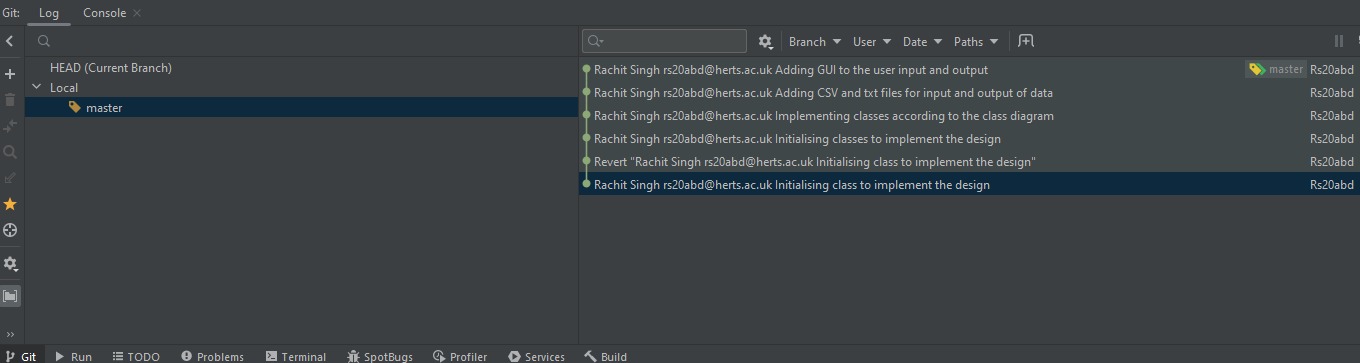 Git: Log Console
Branch User Date Paths
HEAD (Current Branch)
Local
master
Rachit Singh rs20abd@herts.ac.uk Adding GUI to the user input and output master Rs20abd
Rachit Singh rs20abd@herts.ac.uk Adding CSV and txt files for input and output of data Rs20abd
Rachit Singh rs20abd@herts.ac.uk Implementing classes according to the class diagram Rs20abd
Rachit Singh rs20abd@herts.ac.uk Initialising classes to implement the design Rs20abd
Revert "Rachit Singh rs20abd@herts.ac.uk Initialising class to implement the design" Rs20abd
Rachit Singh rs20abd@herts.ac.uk Initialising class to implement the design Rs20abd
Git Run TODO Problems Terminal SpotBugs Profiler Services Build